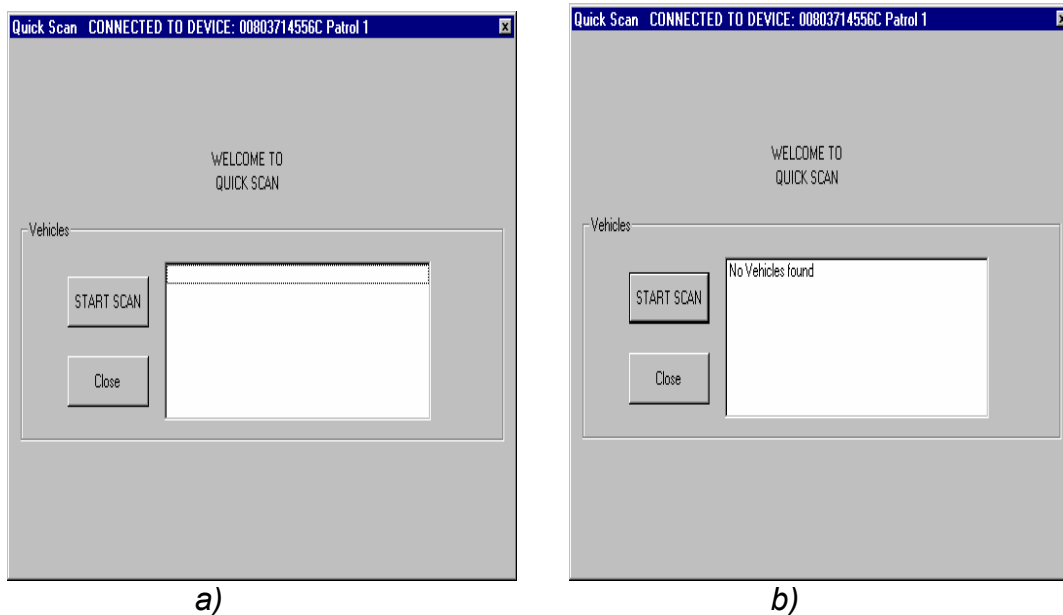 Quick Scan CONNECTED TO DEVICE: 00803714556C Patrol 1
WELCOME TO
QUICK SCAN
Vehicles
START SCAN
Close
a)
Quick Scan CONNECTED TO DEVICE: 00803714556C Patrol 1
WELCOME TO
QUICK SCAN
Vehicles
No Vehicles found
START SCAN
Close
b)